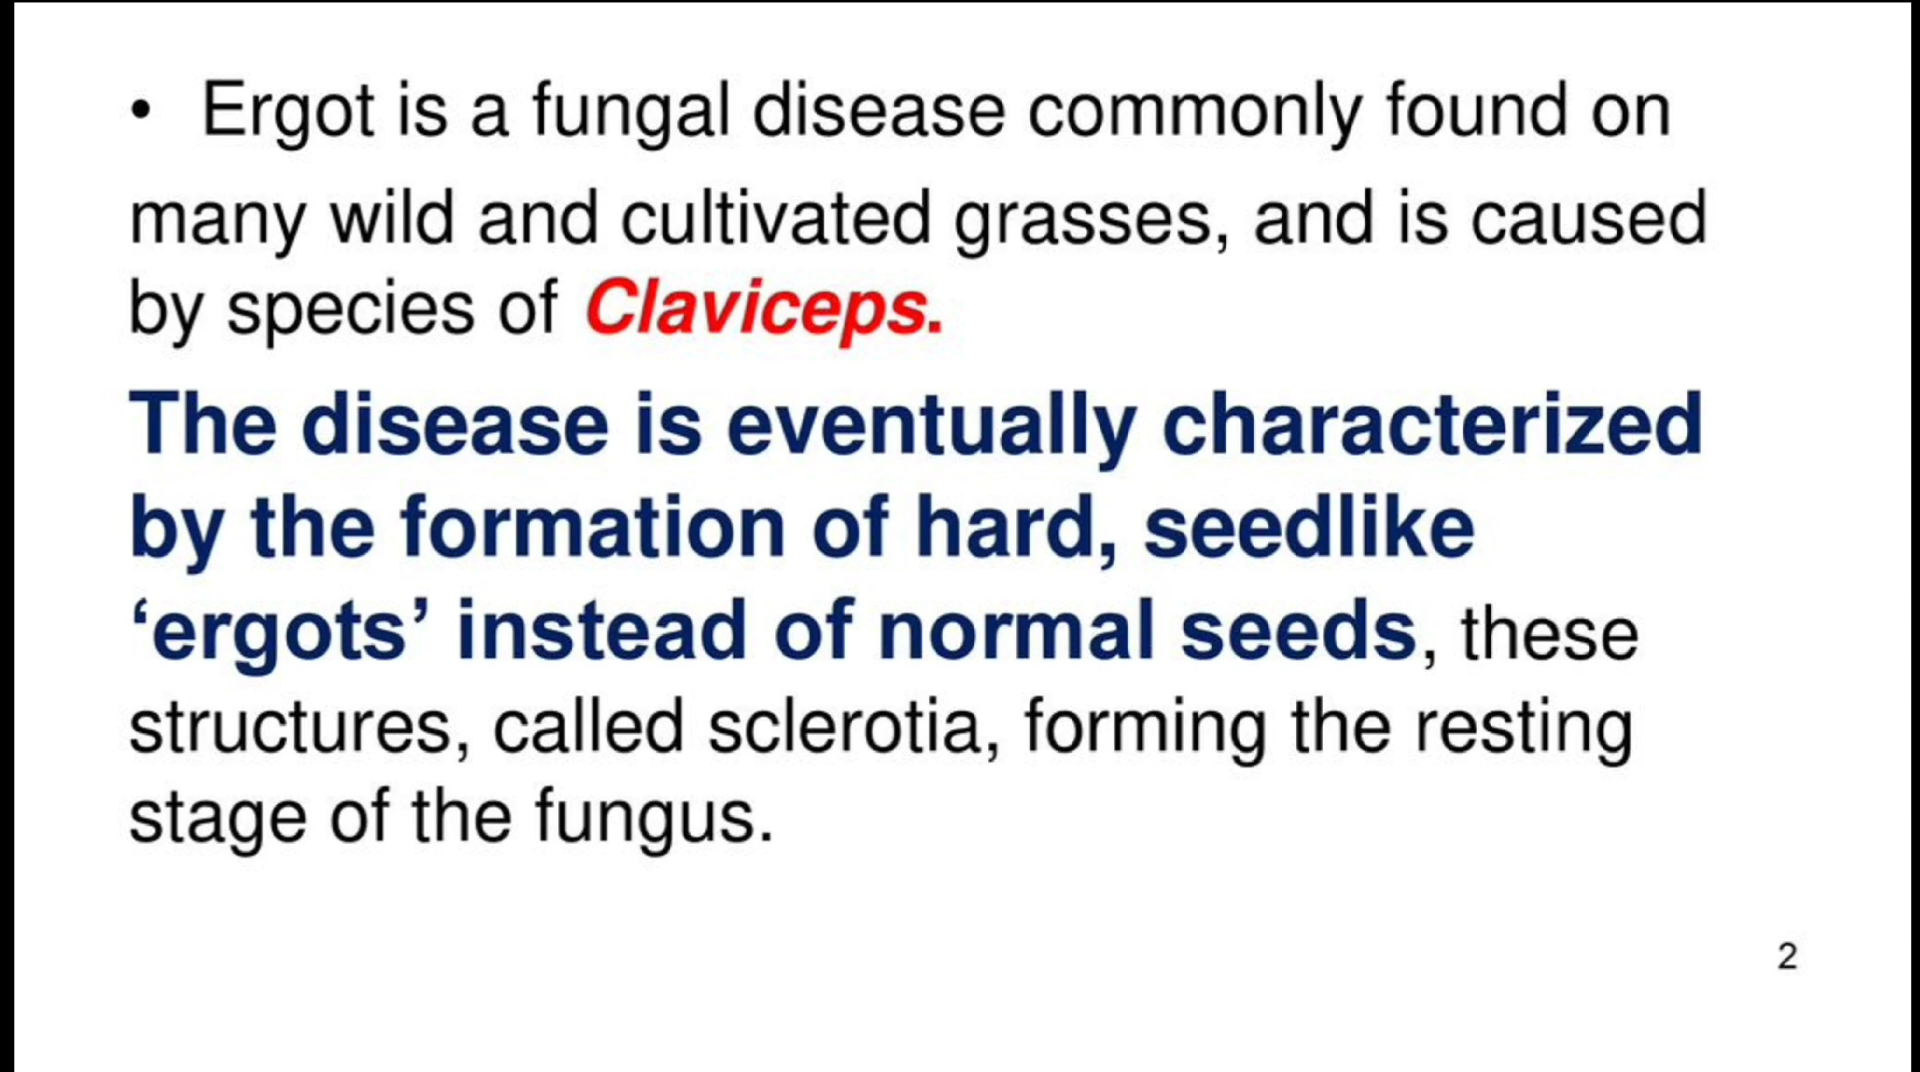 • Ergot is a fungal disease commonly found on
many wild and cultivated grasses, and is caused
by species of Claviceps.
The disease is eventually characterized
by the formation of hard, seedlike
‘ergots’ instead of normal seeds, these
structures, called sclerotia, forming the resting
stage of the fungus.
2